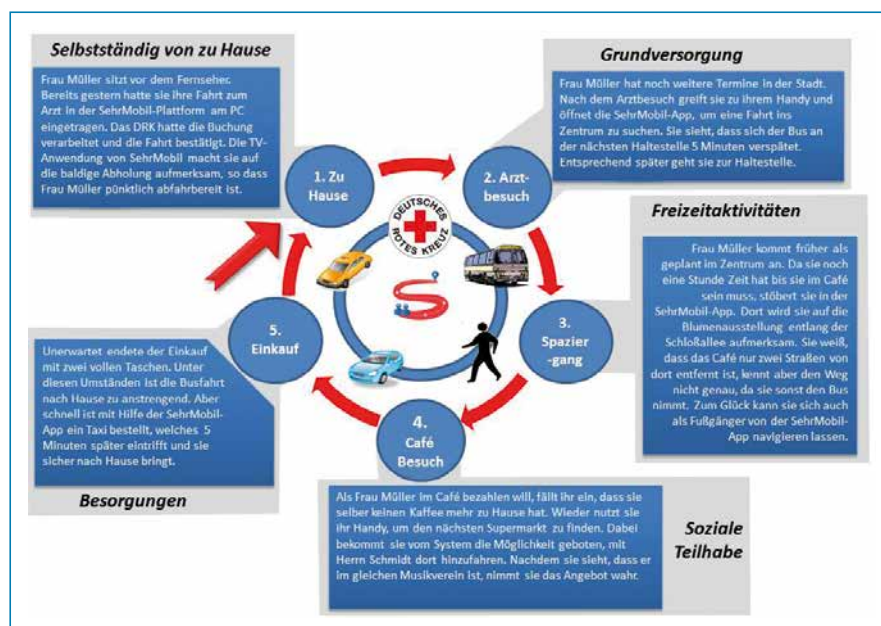 Selbstständig von zu Hause
Frau Müller sitzt vor dem Fernseher.
Bereits gestern hatte sie ihre Fahrt zum
Arzt in der SehrMobil-Plattform am PC
eingetragen. Das DRK hatte die Buchung
verarbeitet und die Fahrt bestätigt. Die TV-
Anwendung von SehrMobil macht sie auf
die baldige Abholung aufmerksam, so dass
Frau Müller pünktlich abfahrbereit ist.
1. Zu
Hause
Grundversorgung
Frau Müller hat noch weitere Termine in der Stadt.
Nach dem Arztbesuch greift sie zu ihrem Handy und
öffnet die SehrMobil-App, um eine Fahrt ins
Zentrum zu suchen. Sie sieht, dass sich der Bus an
der nächsten Haltestelle 5 Minuten verspätet.
Entsprechend später geht sie zur Haltestelle.
2. Arzt-
besuch
DEUTSCHES
ROTES KREUZ
Freizeitaktivitäten
Frau Müller kommt früher als
geplant im Zentrum an. Da sie noch
eine Stunde Zeit hat bis sie im Café
sein muss, stöbert sie in der
SehrMobil-App. Dort wird sie auf die
Blumenausstellung entlang der
Schloßallee aufmerksam. Sie weiß,
dass das Café nur zwei Straßen von
dort entfernt ist, kennt aber den Weg
nicht genau, da sie sonst den Bus
nimmt. Zum Glück kann sie sich auch
als Fußgänger von der SehrMobil-
App navigieren lassen.
3.
Spazier
-gang
4.
Café
Besuch
Als Frau Müller im Café bezahlen will, fällt ihr ein, dass sie
selber keinen Kaffee mehr zu Hause hat. Wieder nutzt sie
ihr Handy, um den nächsten Supermarkt zu finden. Dabei
bekommt sie vom System die Möglichkeit geboten, mit
Herrn Schmidt dort hinzufahren. Nachdem sie sieht, dass er
im gleichen Musikverein ist, nimmt sie das Angebot wahr.
Soziale
Teilhabe
5.
Einkauf
Unerwartet endete der Einkauf
mit zwei vollen Taschen. Unter
diesen Umständen ist die Busfahrt
nach Hause zu anstrengend. Aber
schnell ist mit Hilfe der SehrMobil-
App ein Taxi bestellt, welches 5
Minuten später eintrifft und sie
sicher nach Hause bringt.
Besorgungen